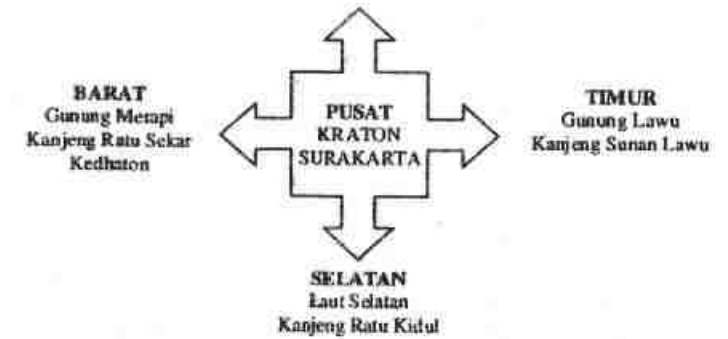 BARAT
Gunung Merapi
Kanjeng Ratu Sekar
Kedhaton
PUSAT
KRATON
SURAKARTA
TIMUR
Gunung Lawu
Kanjeng Sunan Lawu
SELATAN
Laut Selatan
Kanjeng Ratu Kidul